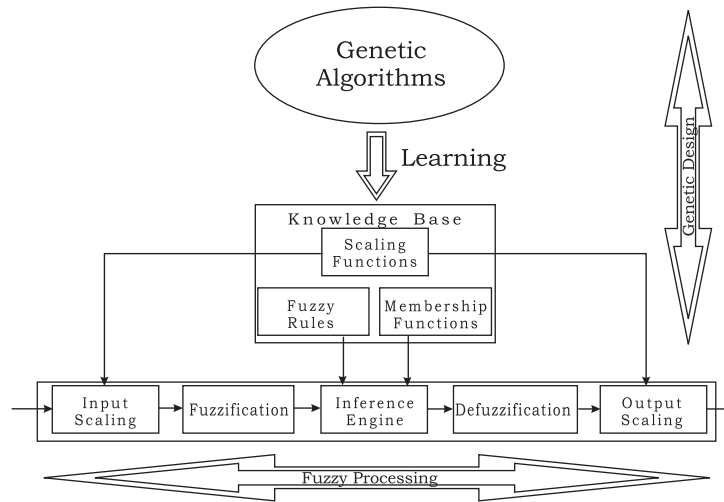 Genetic
Algorithms
Learning
Genetic Design
Knowledge Base
Scaling
Functions
Fuzzy
Rules
Membership
Functions
Input
Scaling
Fuzzification
Inference
Engine
Defuzzification
Output
Scaling
Fuzzy Processing